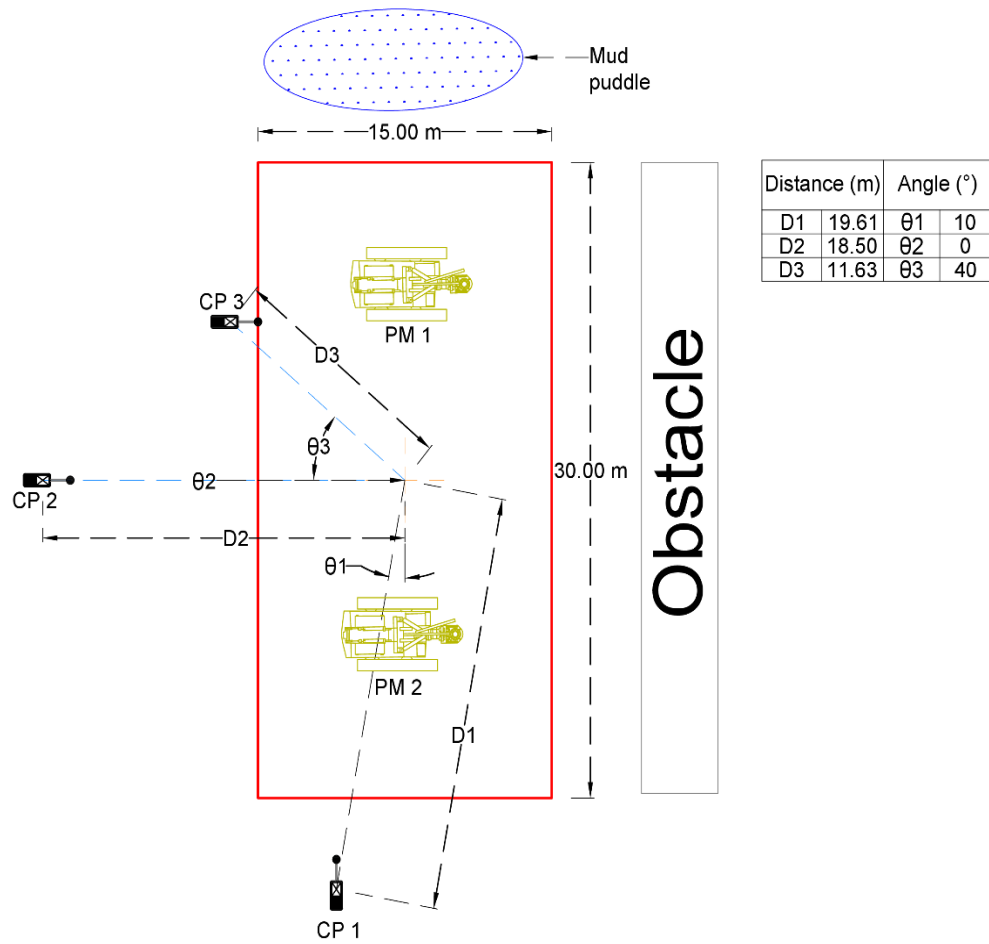 Mud
puddle
15.00 m
Distance (m) Angle (°)
D1 19.61 θ1 10
D2 18.50 θ2 0
D3 11.63 θ3 40
CP 3
PM 1
D3
θ3
30.00 m
θ2
CP 2
D2
θ1
Obstacle
PM 2
D1
CP 1